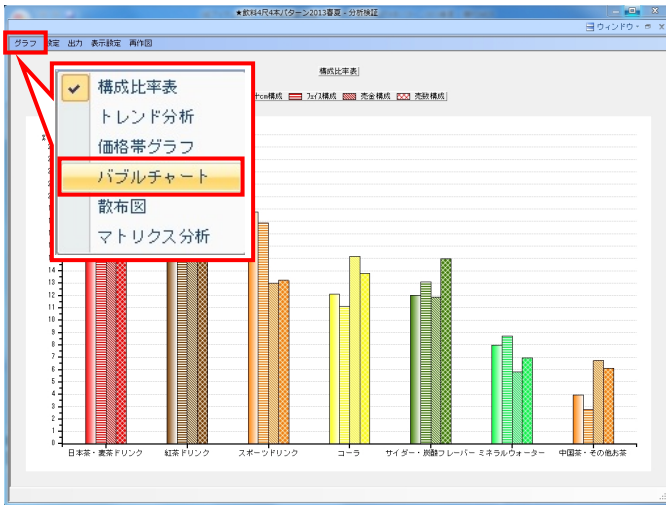 ★飲料4尺4本パターン2013春夏 - 分析検証
ウィンドウ
グラフ 設定 出力 表示設定 再作図
構成比率表
cm構成 フェイス構成 売金構成 売数構成
構成比率表
トレンド分析
価格帯グラフ
バブルチャート
散布図
マトリクス分析
14
13
12
11
10
9
8
7
6
5
4
3
2
1
0
日本茶・麦茶ドリンク 紅茶ドリンク スポーツドリンク コーラ サイダー・炭酸フレーバー ミネラルウォーター 中国茶・その他お茶